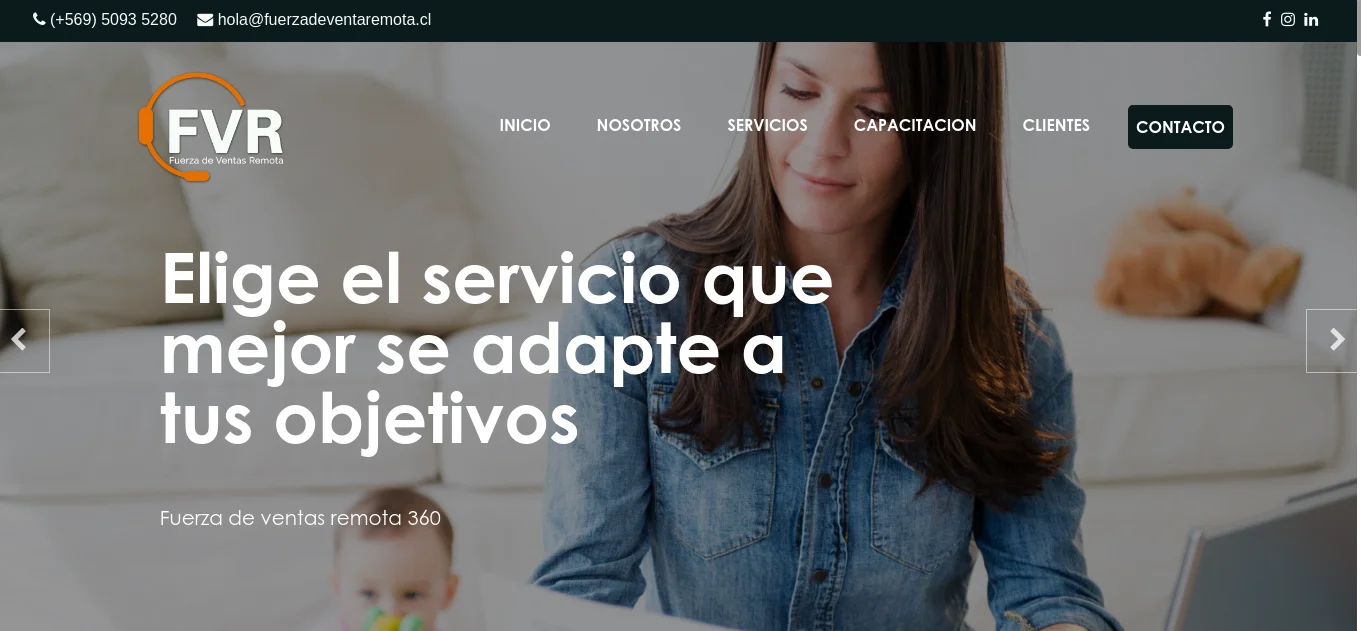 (+569) 5093 5280 hola@fuerzadeventaremota.cl
FVR
Fuerza de Ventas Remota
INICIO NOSOTROS SERVICIOS CAPACITACION CLIENTES CONTACTO
Elige el servicio que
mejor se adapte a
tus objetivos
Fuerza de ventas remota 360